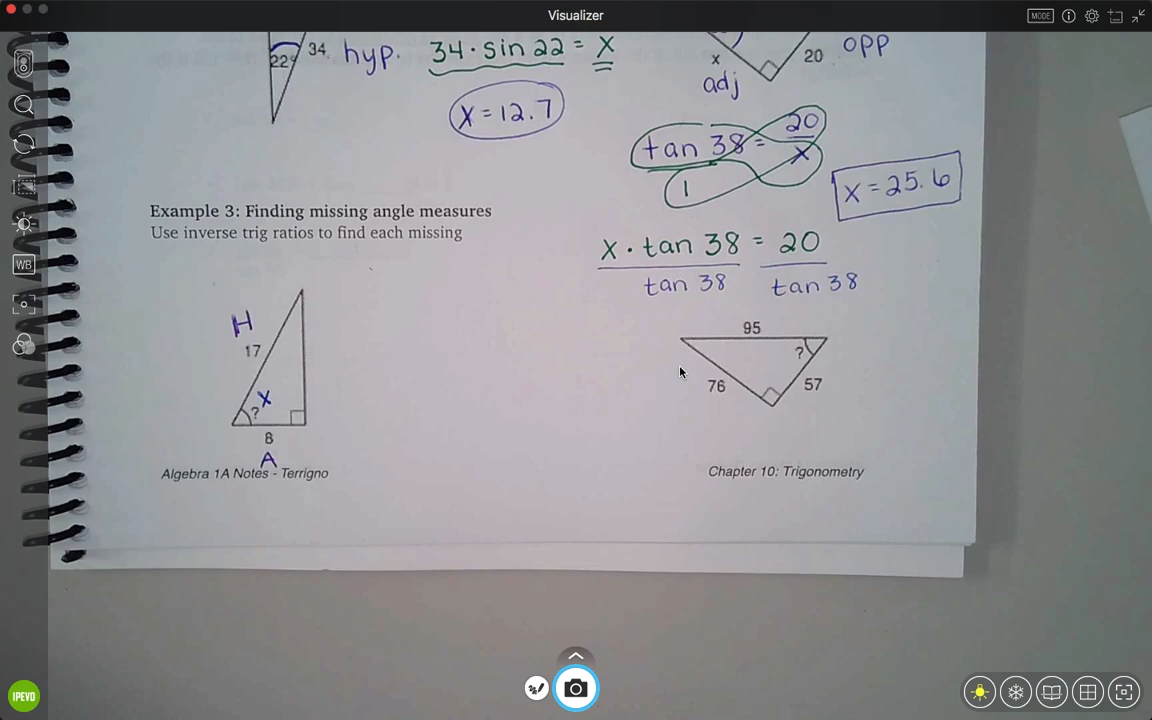 Visualizer
MODE
34 hyp. 34 · sin 22 = x
22°
x = 12.7
x 20 opp
adj
tan 38 = 20
x
1
x = 25.6
Example 3: Finding missing angle measures
Use inverse trig ratios to find each missing
x · tan 38 = 20
tan 38 tan 38
H
17
x
?
8
A
95
?
76 57
Algebra 1A Notes - Terrigno
Chapter 10: Trigonometry
WB
IPEVO